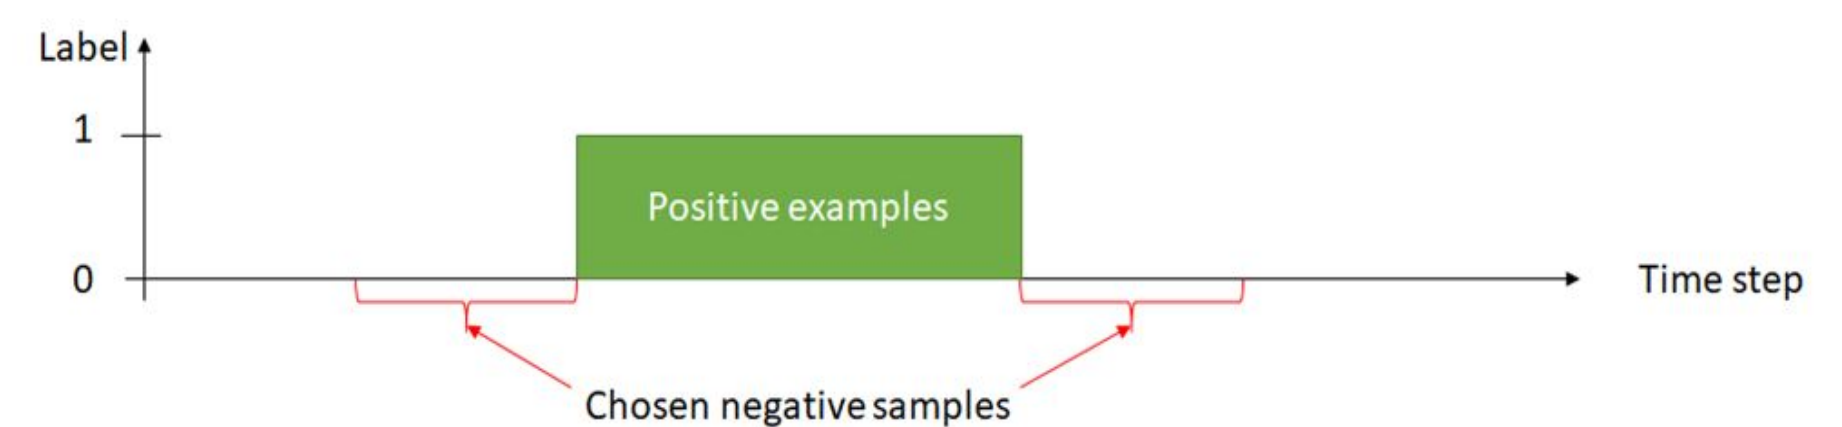 Label
1
Positive examples
0
Time step
Chosen negative samples